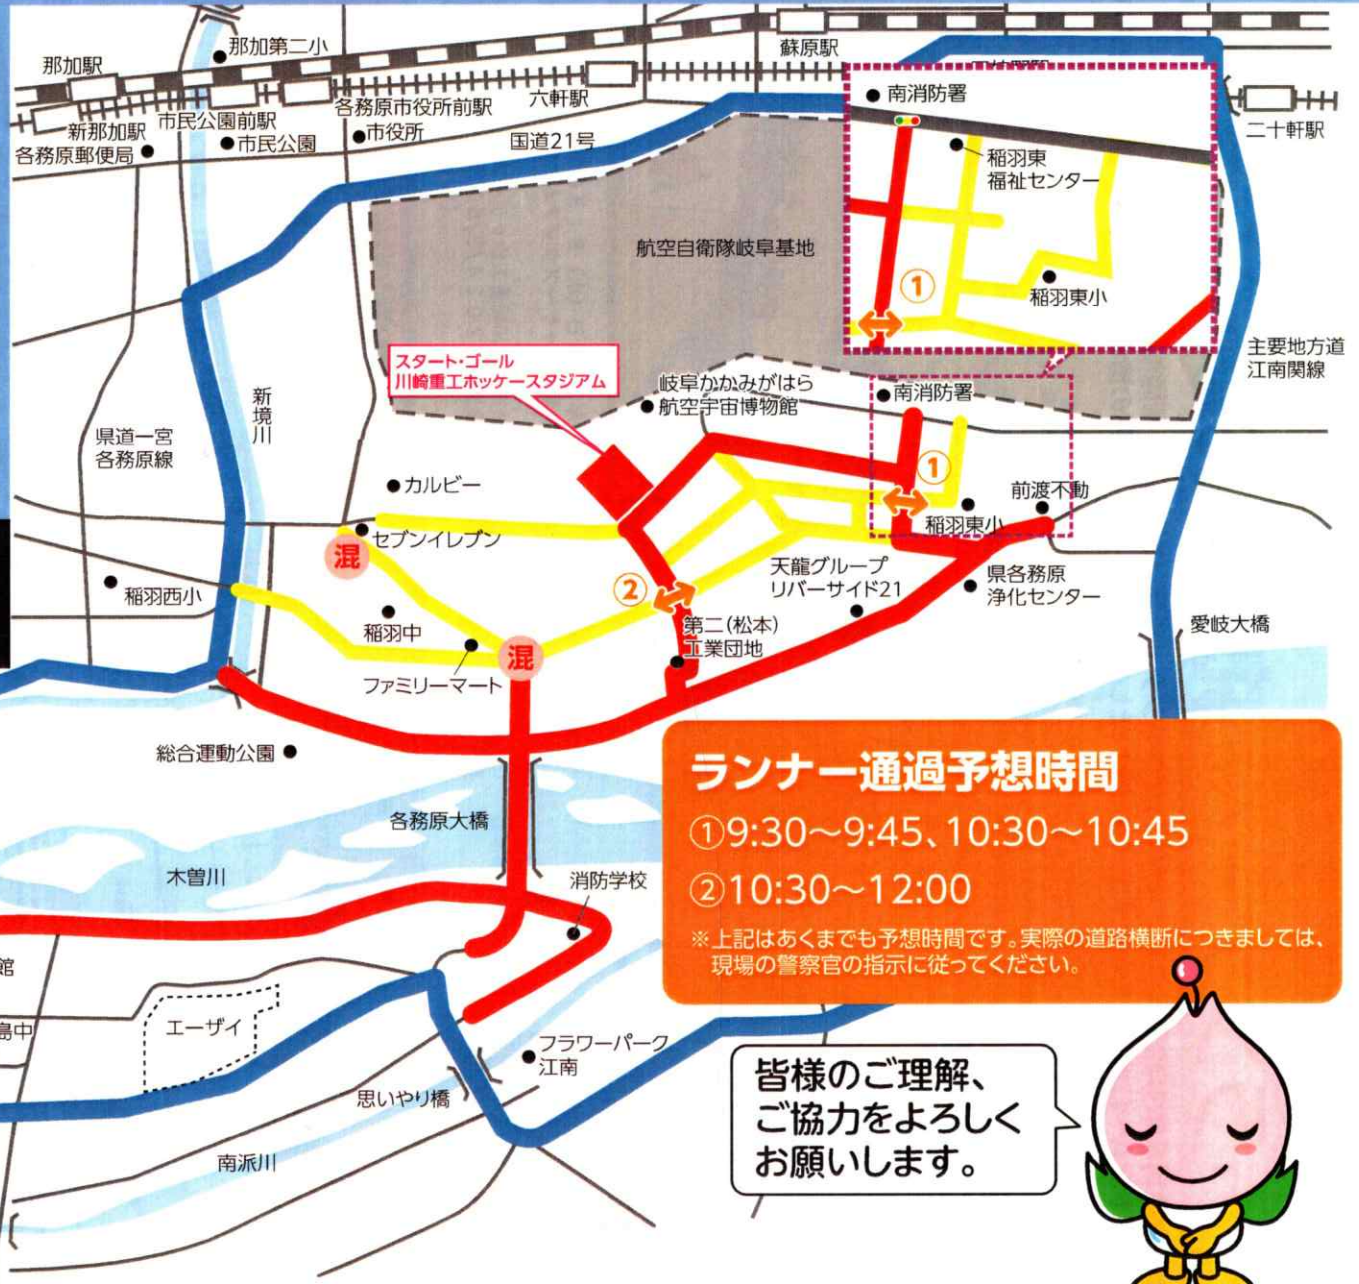 那加駅
那加第二小
蘇原駅
新那加駅
市民公園前駅
各務原市役所前駅
六軒駅
各務原郵便局
市民公園
市役所
国道21号
二十軒駅
南消防署
稲羽東
福祉センター
①
稲羽東小
航空自衛隊岐阜基地
主要地方道
江南関線
スタート・ゴール
川崎重工ホッケースタジアム
岐阜かかみがはら
航空宇宙博物館
南消防署
新境川
県道一宮
各務原線
カルビー
①
前渡不動
稲羽東小
セブンイレブン
混
天龍グループ
リバーサイド21
県各務原
浄化センター
稲羽西小
②
稲羽中
第二(松本)
工業団地
愛岐大橋
混
ファミリーマート
総合運動公園
各務原大橋
木曽川
消防学校
ランナー通過予想時間
①9:30〜9:45、10:30〜10:45
②10:30〜12:00
※上記はあくまでも予想時間です。実際の道路横断につきましては、
現場の警察官の指示に従ってください。
館
島中
エーザイ
フラワーパーク
江南
思いやり橋
南派川
皆様のご理解、
ご協力をよろしく
お願いします。